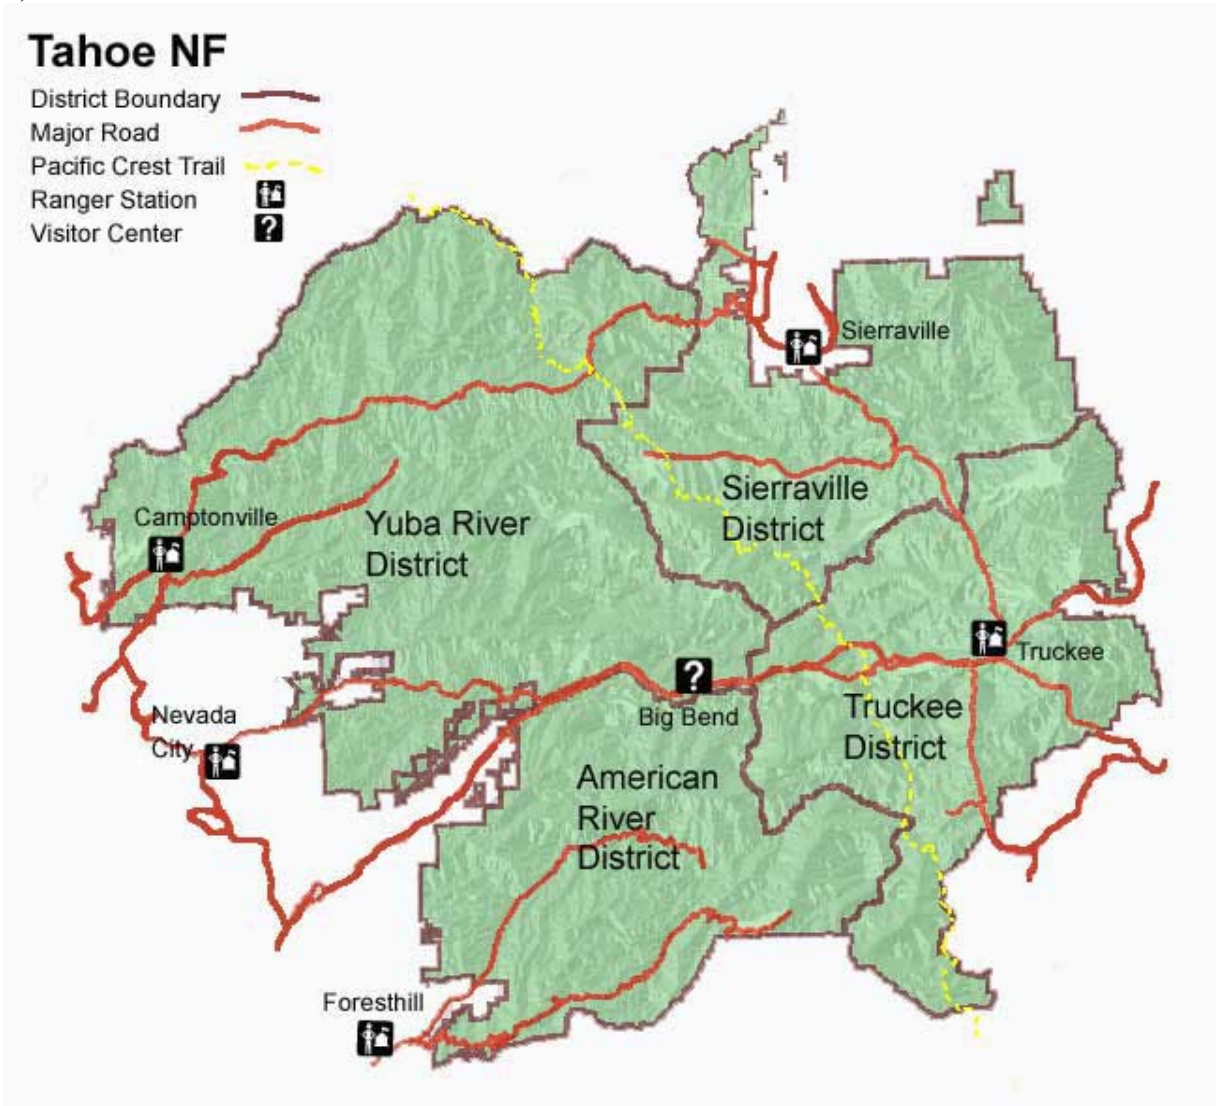 Tahoe NF
District Boundary
Major Road
Pacific Crest Trail
Ranger Station
Visitor Center
?
Sierraville
Camptonville
Yuba River
District
Sierraville
District
Truckee
?
Big Bend
Nevada
City
Truckee
District
American
River
District
Foresthill